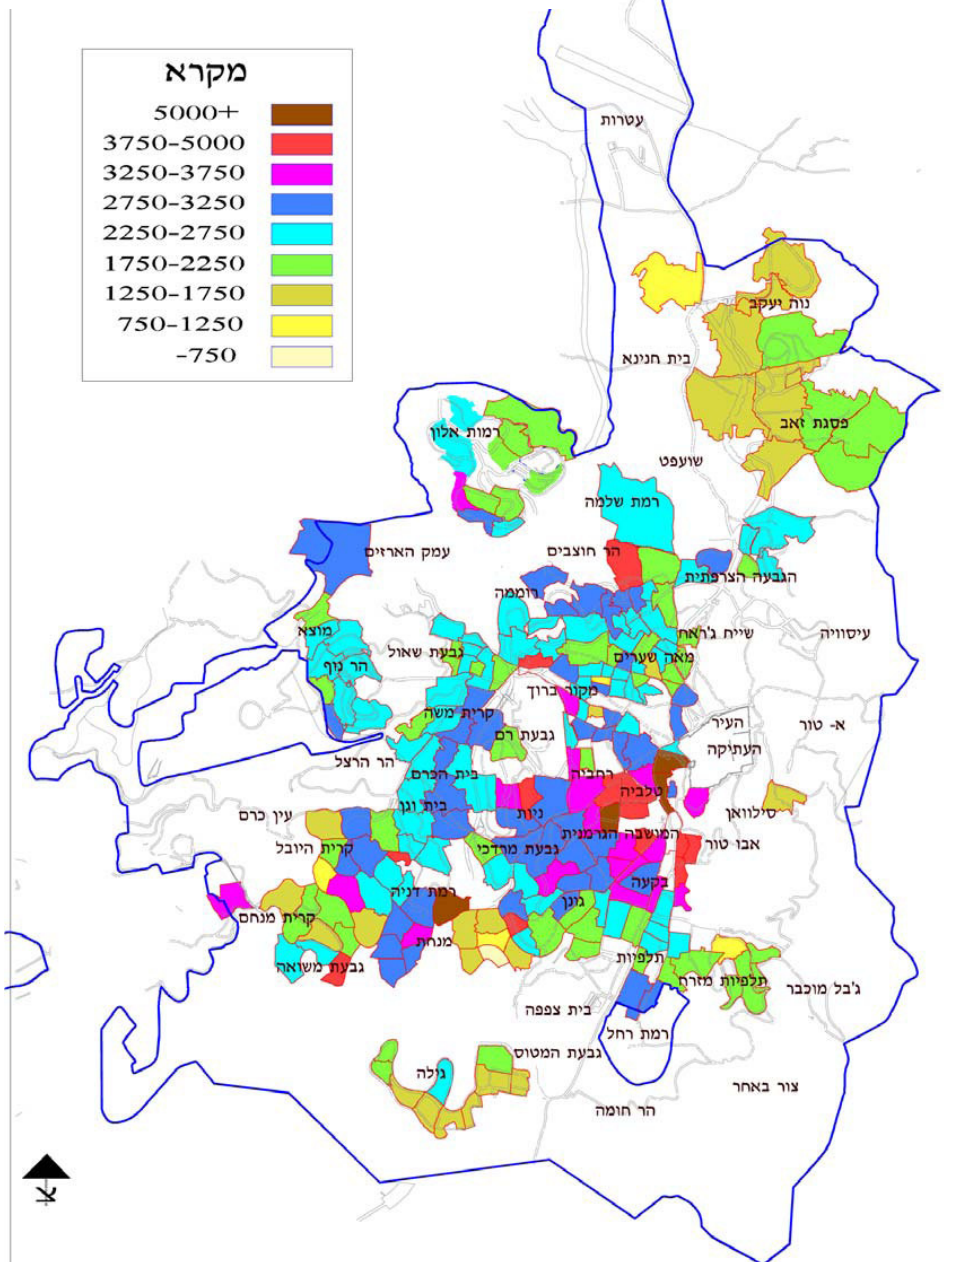 מקרא
5000+
3750-5000
3250-3750
2750-3250
2250-2750
1750-2250
1250-1750
750-1250
-750
עטרות
נוה יעקב
בית חנינא
פסגת זאב
רמות אלון
שועפט
רמת שלמה
עמק הארזים
הר חוצבים
הגבעה הצרפתית
רוממה
מוצא
שייח ג'ראח
עיסוויה
גבעת שאול
מאה שערים
הר נוף
מקור ברוך
קרית משה
העיר
העתיקה
א- טור
גבעת רם
הר הרצל
בית הכרם
רחביה
טלביה
בית וגן
ניות
סילוואן
עין כרם
המושבה הגרמנית
אבו טור
קרית היובל
גבעת מרדכי
בקעה
רמת דניה
גונן
קרית מנחם
מנחת
תלפיות
גבעת משואה
תלפיות מזרח
ג'בל מוכבר
בית צפפה
רמת רחל
גבעת המטוס
גילה
צור באחר
הר חומה
צ